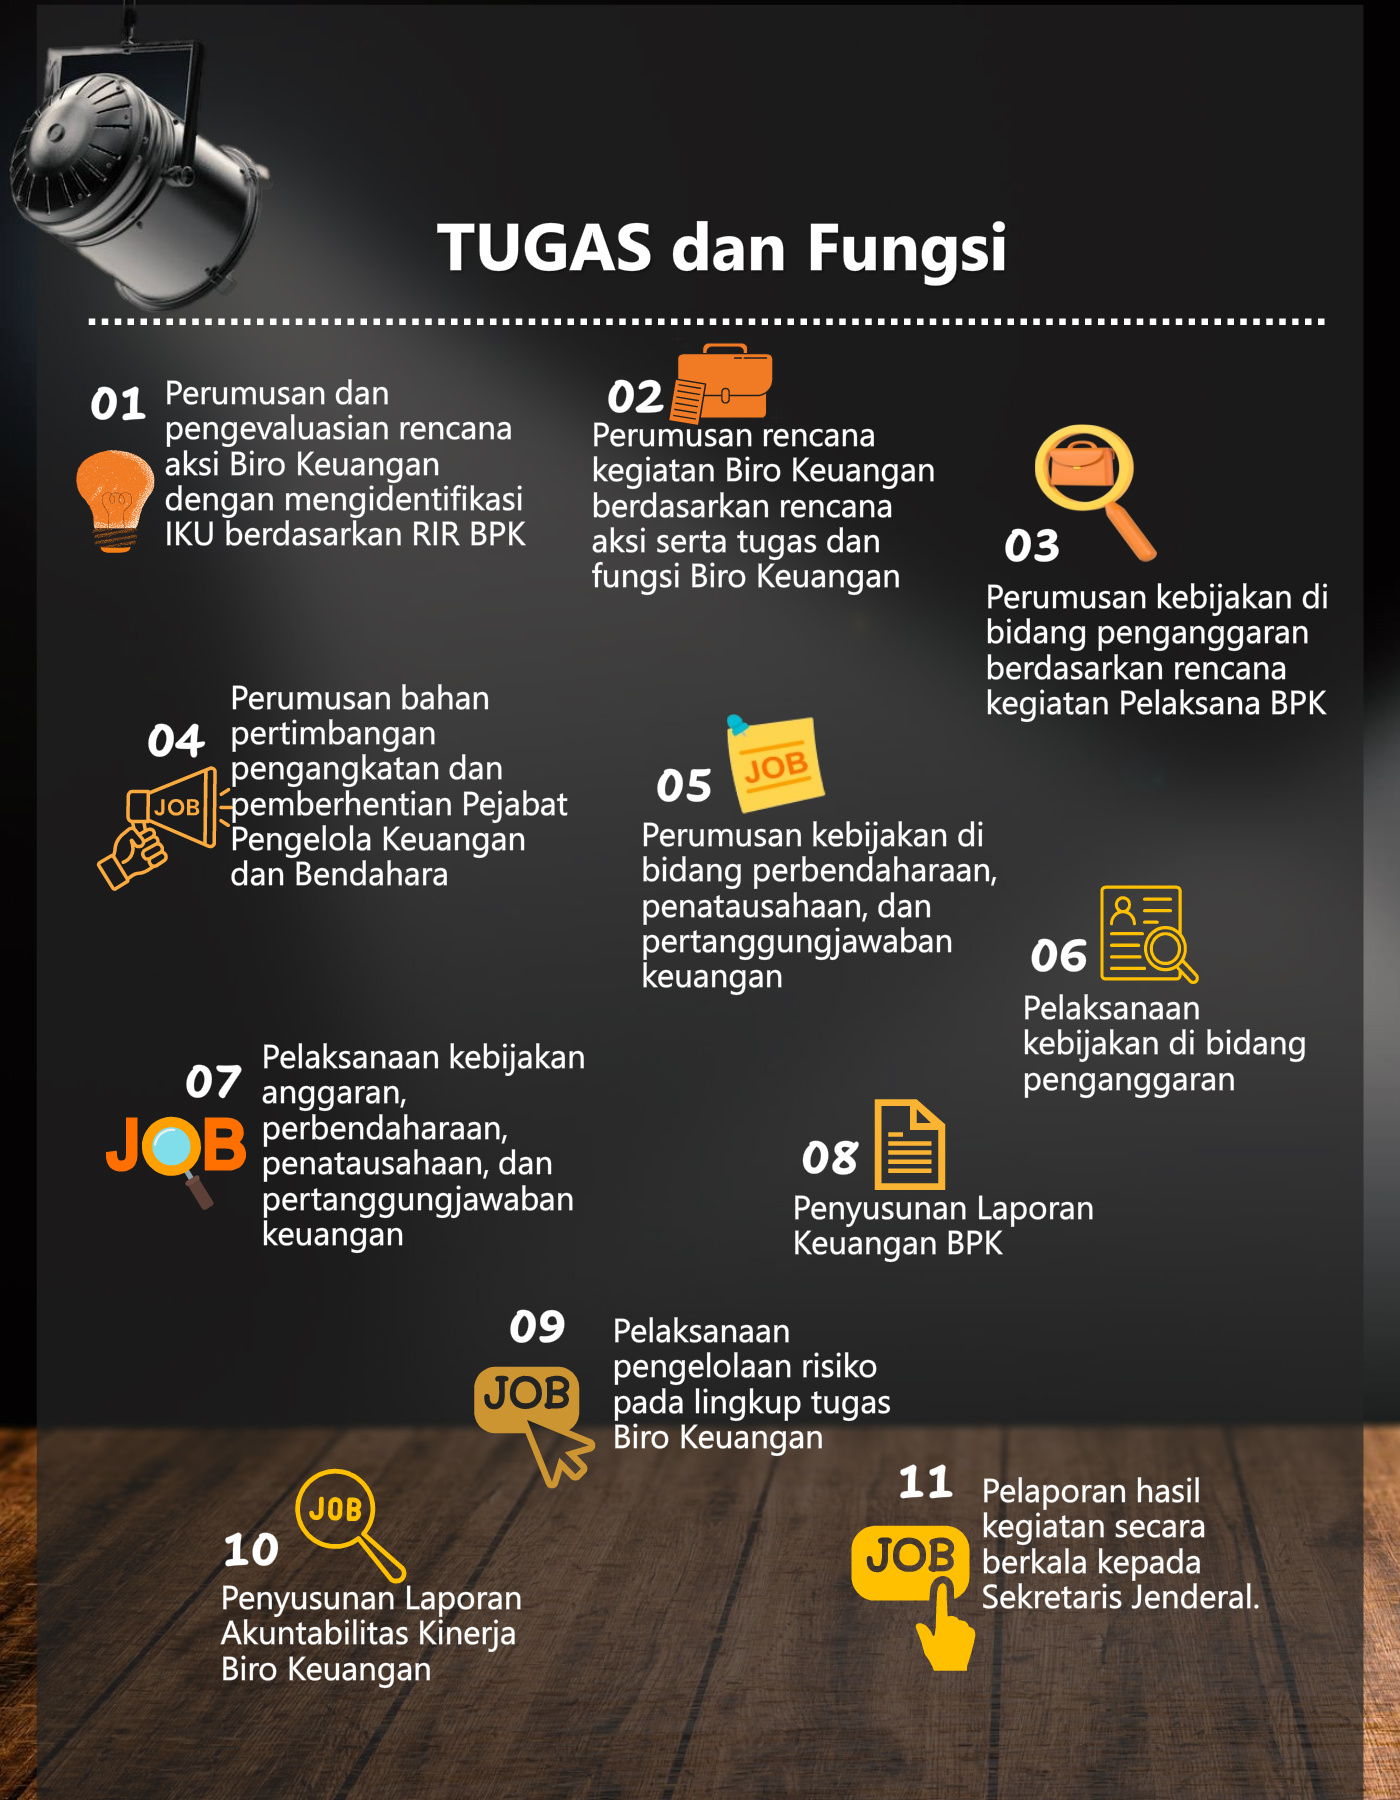 TUGAS dan Fungsi
01
Perumusan dan
pengevaluasian rencana
aksi Biro Keuangan
dengan mengidentifikasi
IKU berdasarkan RIR BPK
02
Perumusan rencana
kegiatan Biro Keuangan
berdasarkan rencana
aksi serta tugas dan
fungsi Biro Keuangan
03
Perumusan kebijakan di
bidang penganggaran
berdasarkan rencana
kegiatan Pelaksana BPK
04
JOB
Perumusan bahan
pertimbangan
pengangkatan dan
pemberhentian Pejabat
Pengelola Keuangan
dan Bendahara
05
JOB
Perumusan kebijakan di
bidang perbendaharaan,
penatausahaan, dan
pertanggungjawaban
keuangan
06
Pelaksanaan
kebijakan di bidang
penganggaran
07
JOB
Pelaksanaan kebijakan
anggaran,
perbendaharaan,
penatausahaan, dan
pertanggungjawaban
keuangan
08
Penyusunan Laporan
Keuangan BPK
09
JOB
Pelaksanaan
pengelolaan risiko
pada lingkup tugas
Biro Keuangan
10
JOB
Penyusunan Laporan
Akuntabilitas Kinerja
Biro Keuangan
11
JOB
Pelaporan hasil
kegiatan secara
berkala kepada
Sekretaris Jenderal.